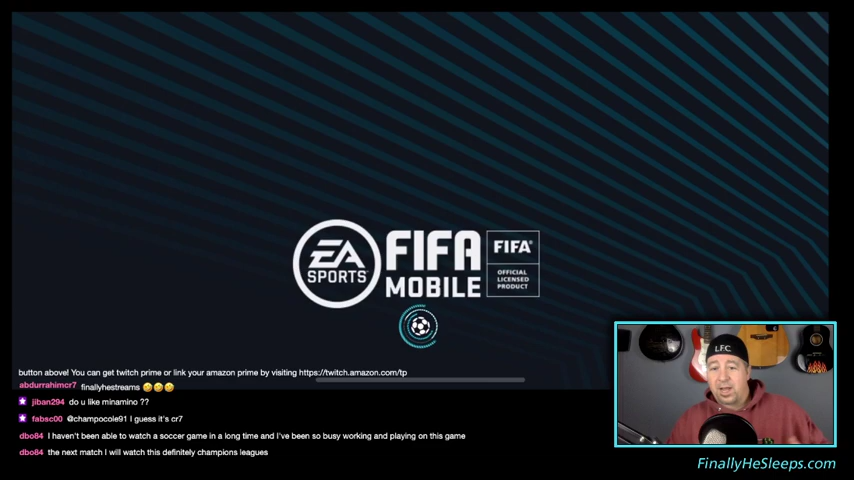 EA
SPORTS
FIFA
MOBILE
FIFA
OFFICIAL
LICENSED
PRODUCT
button above! You can get twitch prime or link your amazon prime by visiting https://twitch.amazon.com/tp
abdurrahimcr7 finallyhestreams 🤣🤣🤣
jiban294 do u like minamino ??
fabsc00 @champocole91 I guess it's cr7
dbo84 I haven't been able to watch a soccer game in a long time and I've been so busy working and playing on this game
dbo84 the next match I will watch this definitely champions leagues
L.F.C.
FinallyHeSleeps.com